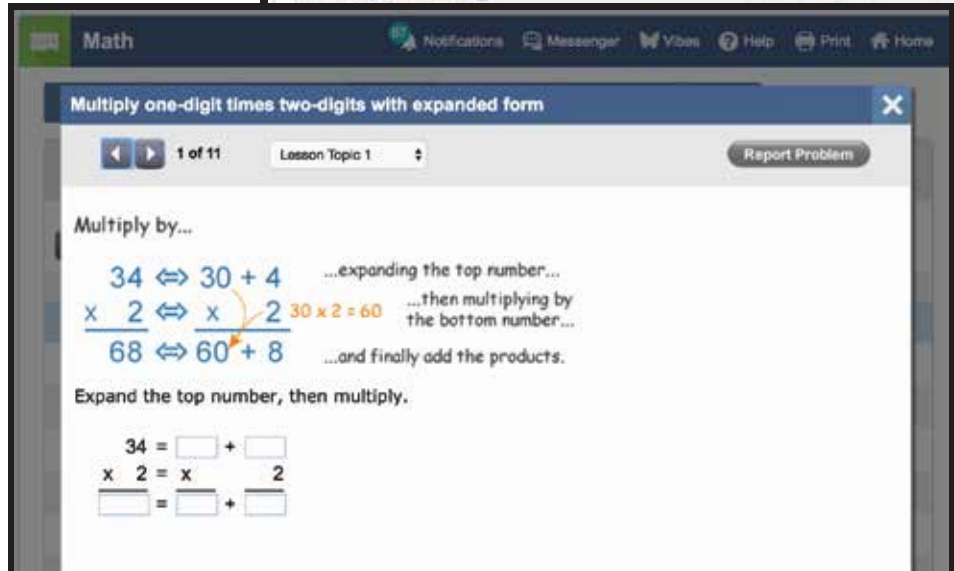 Math
Notifications Messenger Vibes Help Print Home
Multiply one-digit times two-digits with expanded form
1 of 11 Lesson Topic 1 Report Problem
Multiply by...
34 ⇔ 30 + 4 ...expanding the top number...
x 2 ⇔ x 2 30 x 2 = 60 ...then multiplying by
the bottom number...
68 ⇔ 60 + 8 ...and finally add the products.
Expand the top number, then multiply.
34 = +
x 2 = x 2
= +